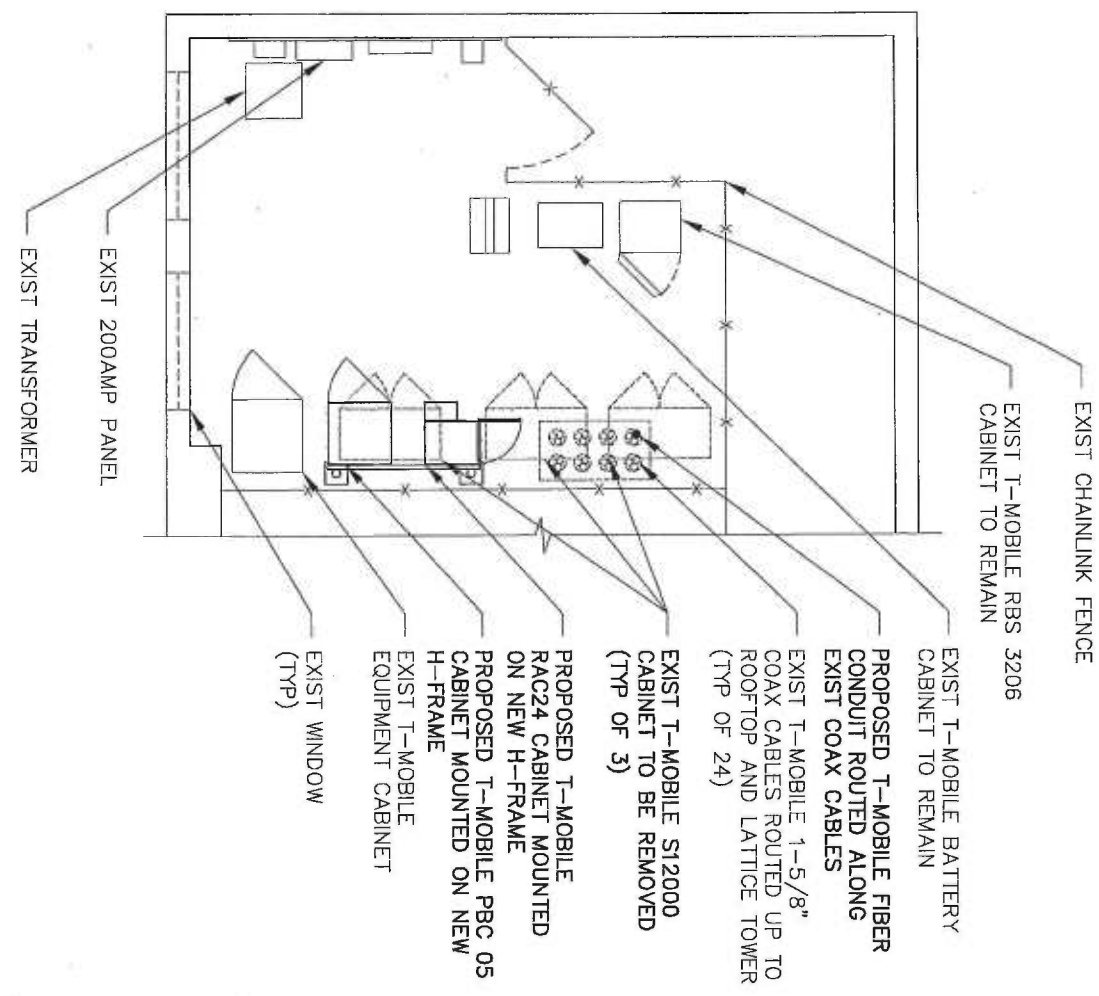 EXIST CHAINLINK FENCE
EXIST T-MOBILE RBS 3206
CABINET TO REMAIN
EXIST T-MOBILE BATTERY
CABINET TO REMAIN
PROPOSED T-MOBILE FIBER
CONDUIT ROUTED ALONG
EXIST COAX CABLES
EXIST T-MOBILE 1-5/8"
COAX CABLES ROUTED UP TO
ROOFTOP AND LATTICE TOWER
(TYP OF 24)
EXIST T-MOBILE S12000
CABINET TO BE REMOVED
(TYP OF 3)
PROPOSED T-MOBILE
RAC24 CABINET MOUNTED
ON NEW H-FRAME
PROPOSED T-MOBILE PBC 05
CABINET MOUNTED ON NEW
H-FRAME
EXIST T-MOBILE
EQUIPMENT CABINET
EXIST WINDOW
(TYP)
EXIST 200AMP PANEL
EXIST TRANSFORMER